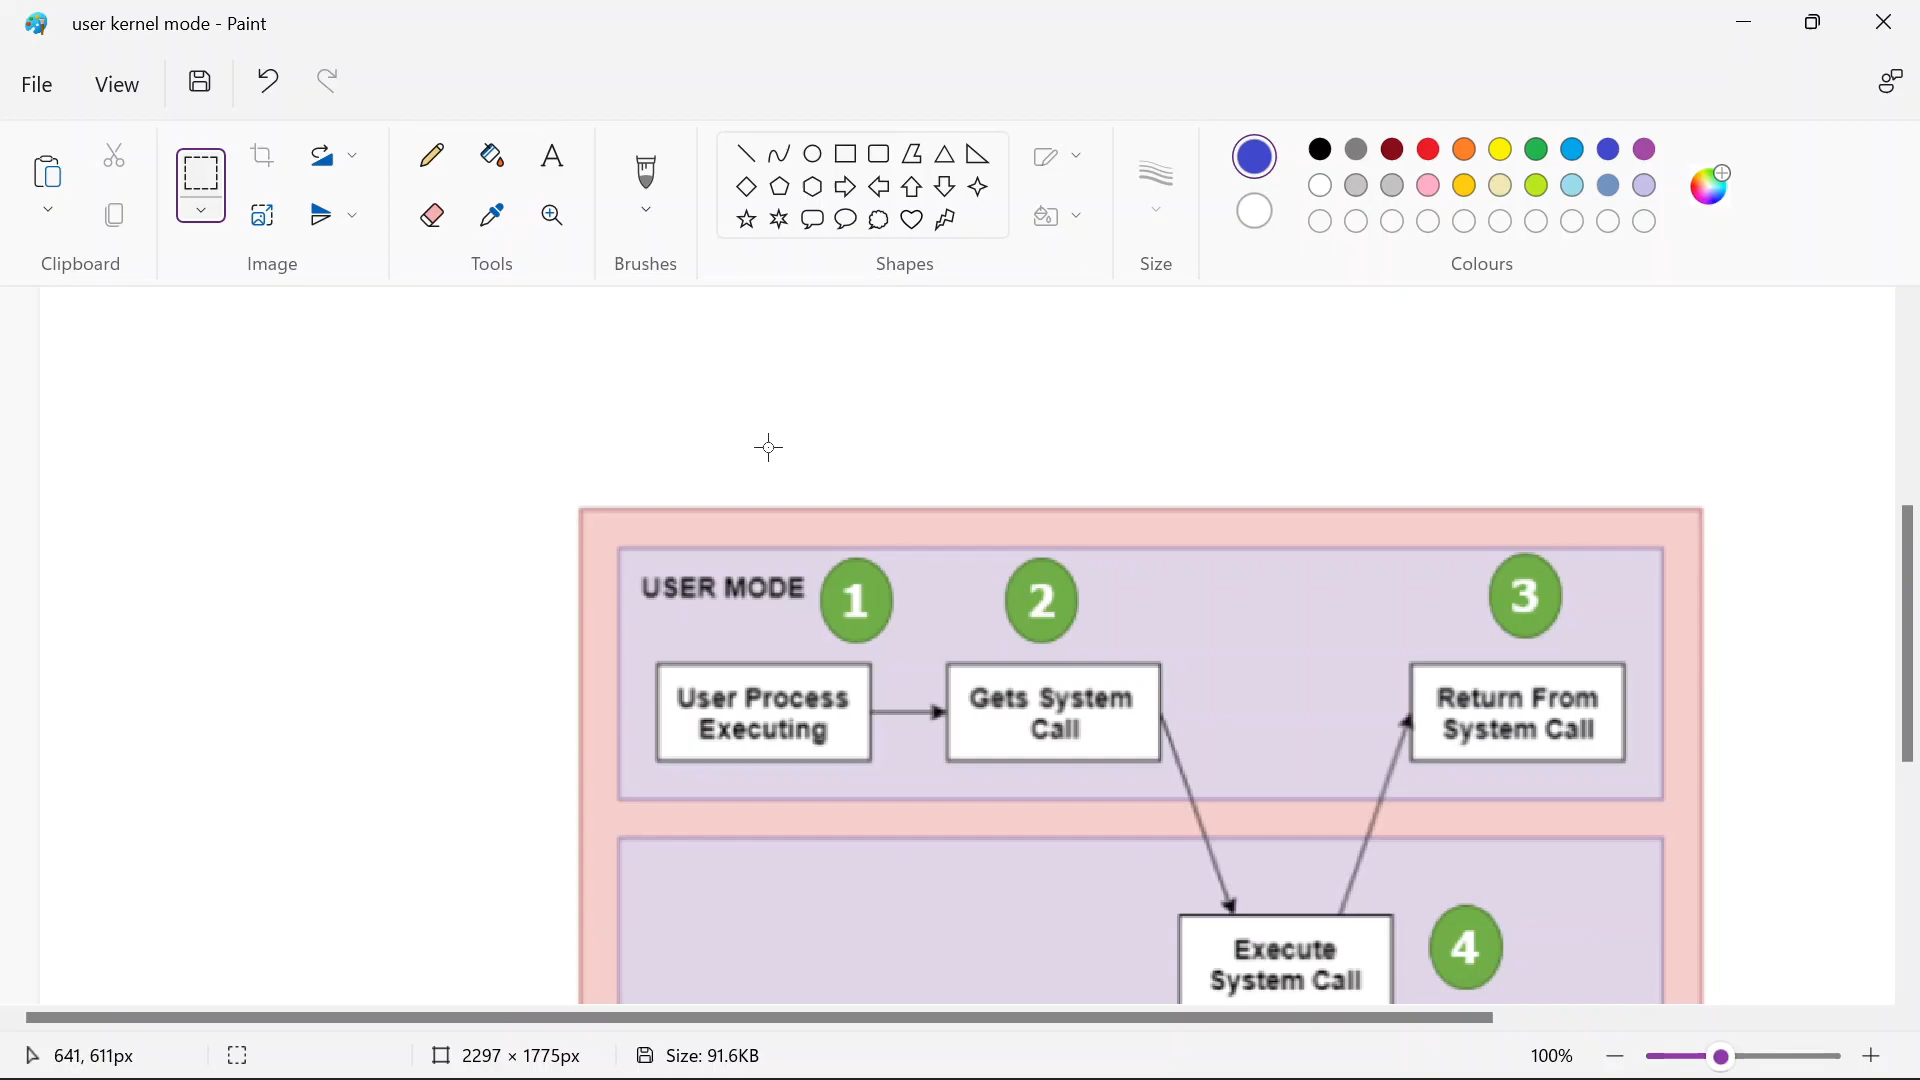 user kernel mode - Paint
File
View
Clipboard
Image
Tools
Brushes
Shapes
Size
Colours
USER MODE
1
2
3
User Process
Executing
Gets System
Call
Return From
System Call
Execute
System Call
4
641, 611px
2297 × 1775px
Size: 91.6KB
100%